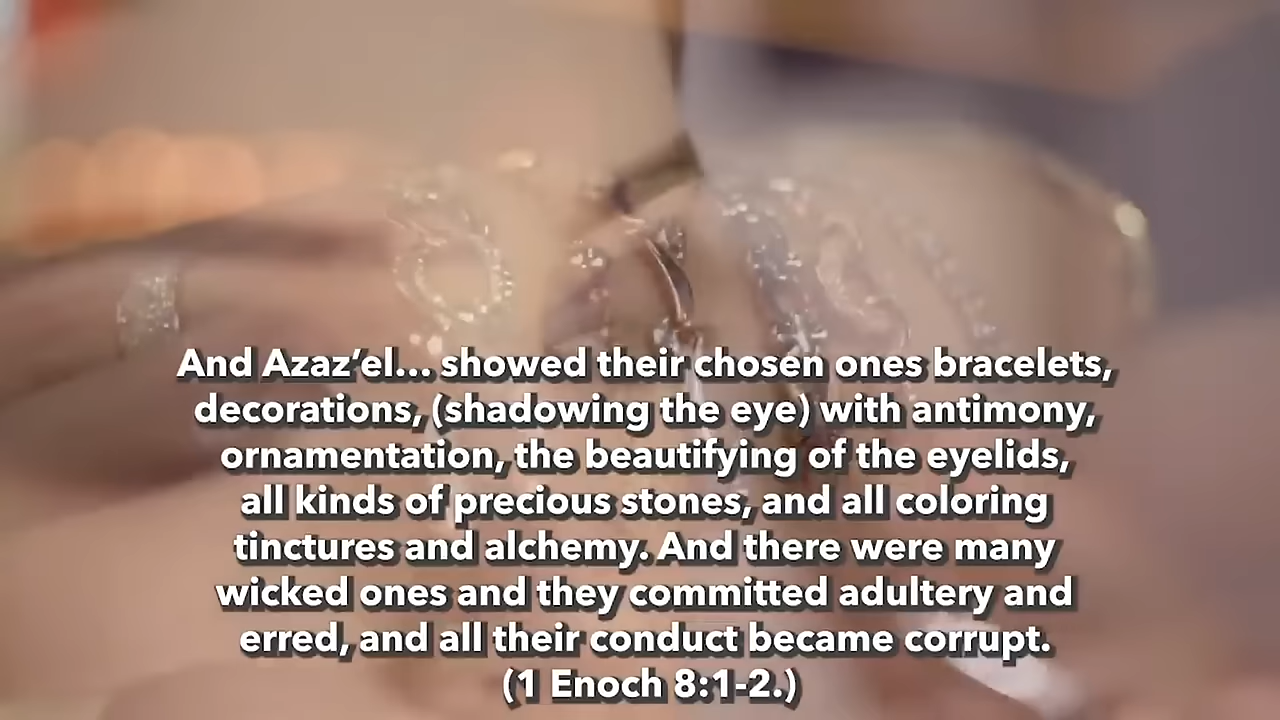 And Azaz’el... showed their chosen ones bracelets,
decorations, (shadowing the eye) with antimony,
ornamentation, the beautifying of the eyelids,
all kinds of precious stones, and all coloring
tinctures and alchemy. And there were many
wicked ones and they committed adultery and
erred, and all their conduct became corrupt.
(1 Enoch 8:1-2.)